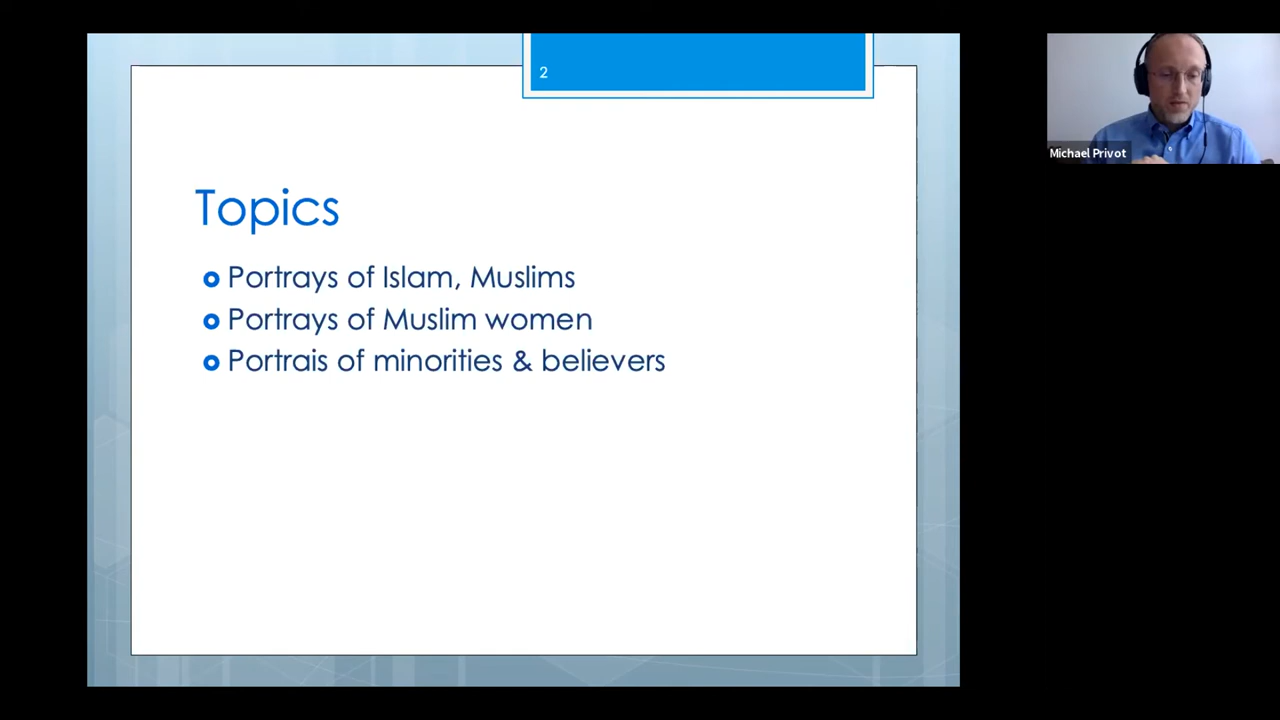 2
Topics
Portrays of Islam, Muslims
Portrays of Muslim women
Portrais of minorities & believers
Michael Privot